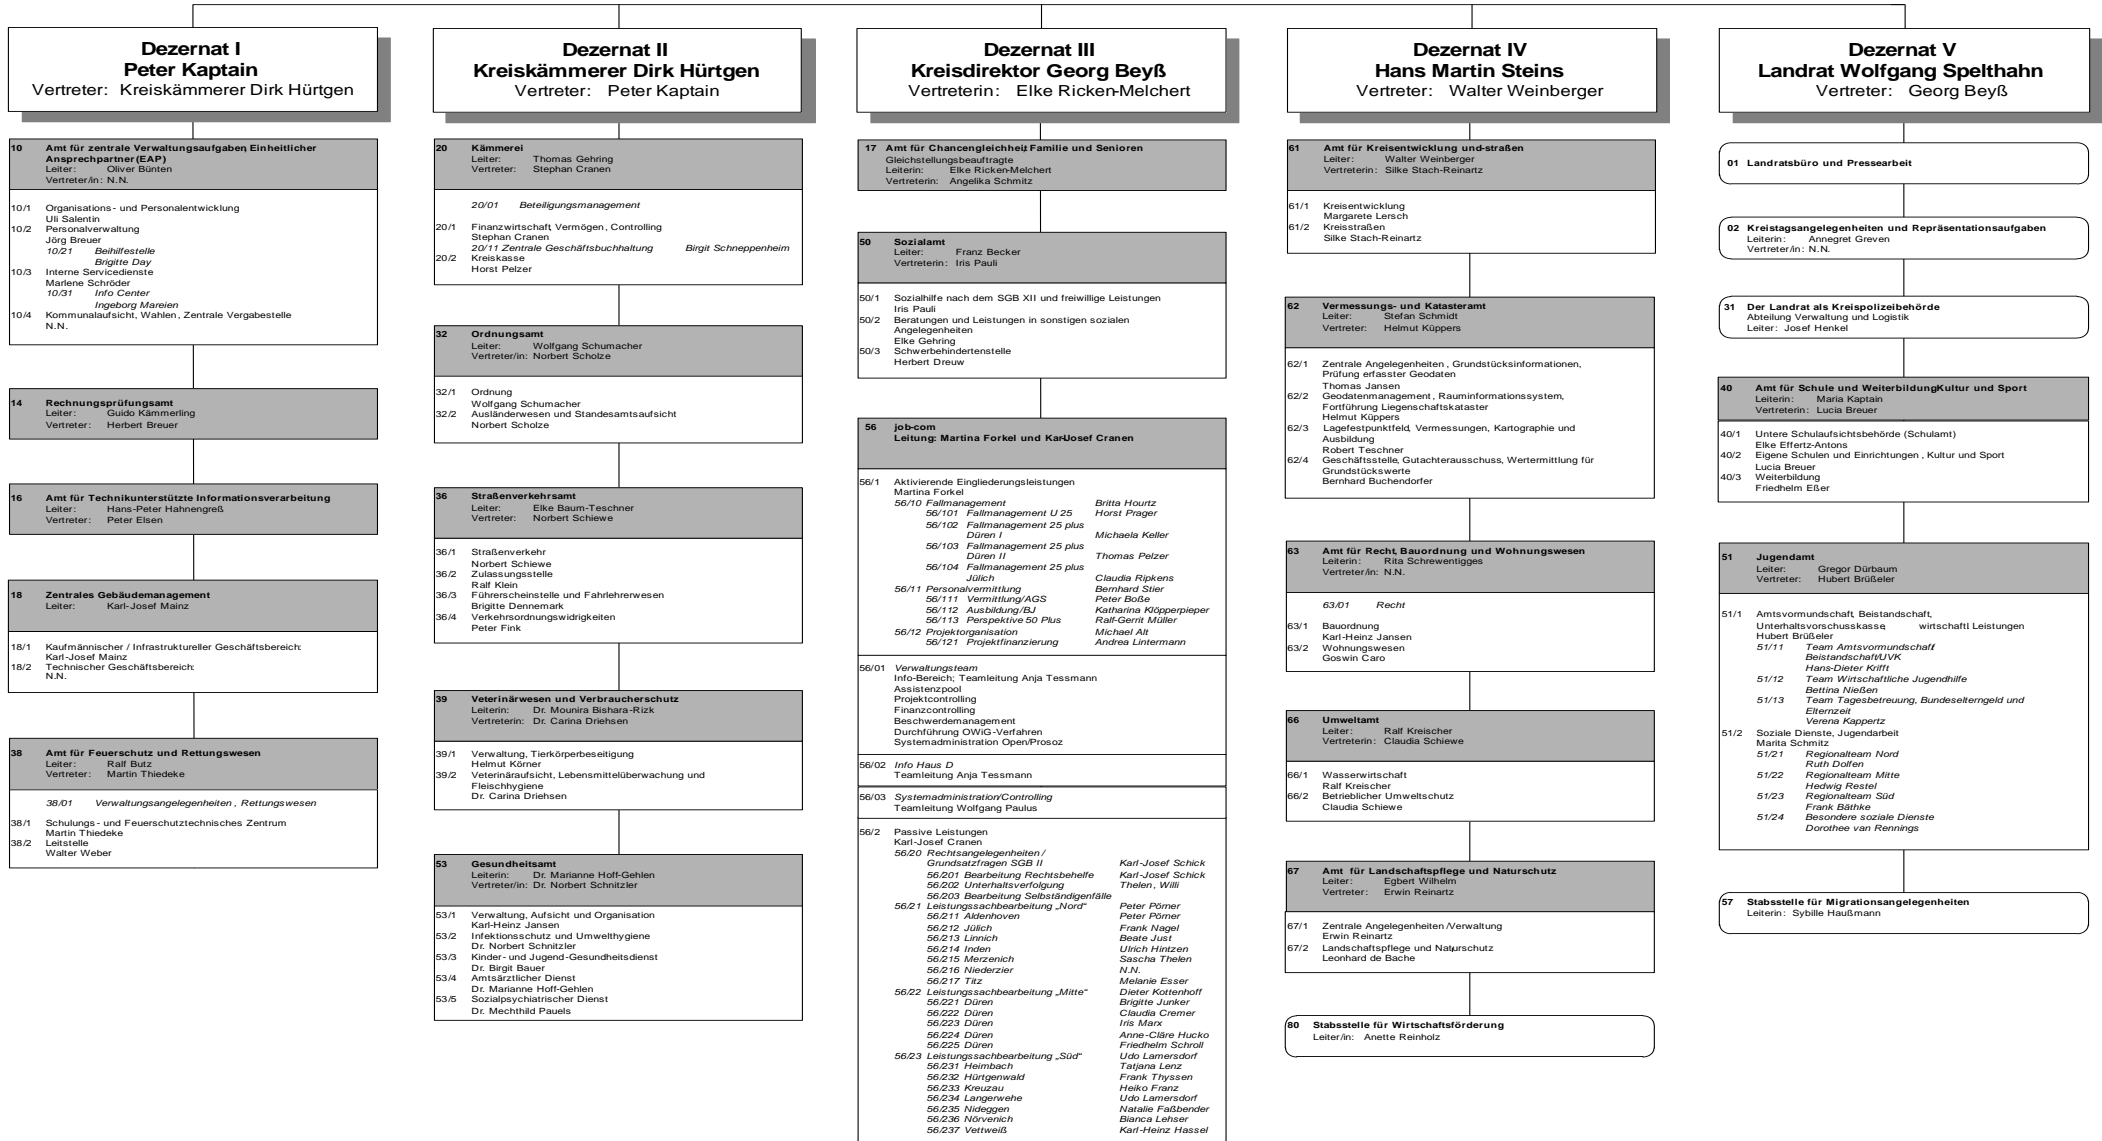 Dezernat I
Peter Kaptain
Vertreter: Kreiskämmerer Dirk Hürtgen
10 Amt für zentrale Verwaltungsaufgaben, Einheitlicher
Ansprechpartner (EAP)
Leiter: Oliver Bünten
Vertreter/in: N.N.
10/1 Organisations- und Personalentwicklung
Uli Salentin
10/2 Personalverwaltung
Jörg Breuer
10/21 Beihilfestelle
Brigitte Day
10/3 Interne Servicedienste
Marlene Schröder
10/31 Info Center
Ingeborg Mareien
10/4 Kommunalaufsicht, Wahlen, Zentrale Vergabestelle
N.N.
14 Rechnungsprüfungsamt
Leiter: Guido Kämmerling
Vertreter: Herbert Breuer
16 Amt für Technikunterstützte Informationsverarbeitung
Leiter: Hans-Peter Hahnengreß
Vertreter: Peter Elsen
18 Zentrales Gebäudemanagement
Leiter: Karl-Josef Mainz
18/1 Kaufmännischer / Infrastruktureller Geschäftsbereich:
Karl-Josef Mainz
18/2 Technischer Geschäftsbereich:
N.N.
38 Amt für Feuerschutz und Rettungswesen
Leiter: Ralf Butz
Vertreter: Martin Thiedeke
38/01 Verwaltungsangelegenheiten, Rettungswesen
38/1 Schulungs- und Feuerschutztechnisches Zentrum
Martin Thiedeke
38/2 Leitstelle
Walter Weber
Dezernat II
Kreiskämmerer Dirk Hürtgen
Vertreter: Peter Kaptain
20 Kämmerei
Leiter: Thomas Gehring
Vertreter: Stephan Cranen
20/01 Beteiligungsmanagement
20/1 Finanzwirtschaft, Vermögen, Controlling
Stephan Cranen
20/11 Zentrale Geschäftsbuchhaltung Birgit Schneppenheim
20/2 Kreiskasse
Horst Pelzer
32 Ordnungsamt
Leiter: Wolfgang Schumacher
Vertreter/in: Norbert Scholze
32/1 Ordnung
Wolfgang Schumacher
32/2 Ausländerwesen und Standesamtsaufsicht
Norbert Scholze
36 Straßenverkehrsamt
Leiter: Elke Baum-Teschner
Vertreter: Norbert Schiewe
36/1 Straßenverkehr
Norbert Schiewe
36/2 Zulassungsstelle
Ralf Klein
36/3 Führerscheinstelle und Fahrlehrerwesen
Brigitte Dennemark
36/4 Verkehrsordnungswidrigkeiten
Peter Fink
39 Veterinärwesen und Verbraucherschutz
Leiterin: Dr. Mounira Bishara-Rizk
Vertreterin: Dr. Carina Driehsen
39/1 Verwaltung, Tierkörperbeseitigung
Helmut Körner
39/2 Veterinäraufsicht, Lebensmittelüberwachung und
Fleischhygiene
Dr. Carina Driehsen
53 Gesundheitsamt
Leiterin: Dr. Marianne Hoff-Gehlen
Vertreter/in: Dr. Norbert Schnitzler
53/1 Verwaltung, Aufsicht und Organisation
Karl-Heinz Jansen
53/2 Infektionsschutz und Umwelthygiene
Dr. Norbert Schnitzler
53/3 Kinder- und Jugend-Gesundheitsdienst
Dr. Birgit Bauer
53/4 Amtsärztlicher Dienst
Dr. Marianne Hoff-Gehlen
53/5 Sozialpsychiatrischer Dienst
Dr. Mechthild Pauels
Dezernat III
Kreisdirektor Georg Beyß
Vertreterin: Elke Ricken-Melchert
17 Amt für Chancengleichheit, Familie und Senioren
Gleichstellungsbeauftragte
Leiterin: Elke Ricken-Melchert
Vertreterin: Angelika Schmitz
50 Sozialamt
Leiter: Franz Becker
Vertreterin: Iris Pauli
50/1 Sozialhilfe nach dem SGB XII und freiwillige Leistungen
Iris Pauli
50/2 Beratungen und Leistungen in sonstigen sozialen
Angelegenheiten
Elke Gehring
50/3 Schwerbehindertenstelle
Herbert Dreuw
56 job-com
Leitung: Martina Forkel und Karl-Josef Cranen
56/1 Aktivierende Eingliederungsleistungen
Martina Forkel
56/10 Fallmanagement Britta Hourtz
56/101 Fallmanagement U 25 Horst Prager
56/102 Fallmanagement 25 plus
Düren I Michaela Keller
56/103 Fallmanagement 25 plus
Düren II Thomas Pelzer
56/104 Fallmanagement 25 plus
Jülich Claudia Ripkens
56/11 Personalvermittlung Bernhard Stier
56/111 Vermittlung/AGS Peter Boße
56/112 Ausbildung/BJ Katharina Klöpperpieper
56/113 Perspektive 50 Plus Ralf-Gerrit Müller
56/12 Projektorganisation Michael Alt
56/121 Projektfinanzierung Andrea Lintermann
56/01 Verwaltungsteam
Info-Bereich; Teamleitung Anja Tessmann
Assistenzpool
Projektcontrolling
Finanzcontrolling
Beschwerdemanagement
Durchführung OWiG-Verfahren
Systemadministration Open/Prosoz
56/02 Info Haus D
Teamleitung Anja Tessmann
56/03 Systemadministration/Controlling
Teamleitung Wolfgang Paulus
56/2 Passive Leistungen
Karl-Josef Cranen
56/20 Rechtsangelegenheiten /
Grundsatzfragen SGB II Karl-Josef Schick
56/201 Bearbeitung Rechtsbehelfe Karl-Josef Schick
56/202 Unterhaltsverfolgung Thelen, Willi
56/203 Bearbeitung Selbständigenfälle
56/21 Leistungssachbearbeitung „Nord“ Peter Pörner
56/211 Aldenhoven Peter Pörner
56/212 Jülich Frank Nagel
56/213 Linnich Beate Just
56/214 Inden Ulrich Hintzen
56/215 Merzenich Sascha Thelen
56/216 Niederzier N.N.
56/217 Titz Melanie Esser
56/22 Leistungssachbearbeitung „Mitte“ Dieter Kottenhoff
56/221 Düren Brigitte Junker
56/222 Düren Claudia Cremer
56/223 Düren Iris Marx
56/224 Düren Anne-Cläre Hucko
56/225 Düren Friedhelm Schroll
56/23 Leistungssachbearbeitung „Süd“ Udo Lamersdorf
56/231 Heimbach Tatjana Lenz
56/232 Hürtgenwald Frank Thyssen
56/233 Kreuzau Heiko Franz
56/234 Langerwehe Udo Lamersdorf
56/235 Nideggen Natalie Faßbender
56/236 Nörvenich Bianca Lehser
56/237 Vettweiß Karl-Heinz Hassel
Dezernat IV
Hans Martin Steins
Vertreter: Walter Weinberger
61 Amt für Kreisentwicklung und -straßen
Leiter: Walter Weinberger
Vertreterin: Silke Stach-Reinartz
61/1 Kreisentwicklung
Margarete Lersch
61/2 Kreisstraßen
Silke Stach-Reinartz
62 Vermessungs- und Katasteramt
Leiter: Stefan Schmidt
Vertreter: Helmut Küppers
62/1 Zentrale Angelegenheiten, Grundstücksinformationen,
Prüfung erfasster Geodaten
Thomas Jansen
62/2 Geodatenmanagement, Rauminformationssystem,
Fortführung Liegenschaftskataster
Helmut Küppers
62/3 Lagefestpunktfeld, Vermessungen, Kartographie und
Ausbildung
Robert Teschner
62/4 Geschäftsstelle, Gutachterausschuss, Wertermittlung für
Grundstückswerte
Bernhard Buchendorfer
63 Amt für Recht, Bauordnung und Wohnungswesen
Leiterin: Rita Schrewentigges
Vertreter/in: N.N.
63/01 Recht
63/1 Bauordnung
Karl-Heinz Jansen
63/2 Wohnungswesen
Goswin Caro
66 Umweltamt
Leiter: Ralf Kreischer
Vertreterin: Claudia Schiewe
66/1 Wasserwirtschaft
Ralf Kreischer
66/2 Betrieblicher Umweltschutz
Claudia Schiewe
67 Amt für Landschaftspflege und Naturschutz
Leiter: Egbert Wilhelm
Vertreter: Erwin Reinartz
67/1 Zentrale Angelegenheiten /Verwaltung
Erwin Reinartz
67/2 Landschaftspflege und Naturschutz
Leonhard de Bache
80 Stabsstelle für Wirtschaftsförderung
Leiter/in: Anette Reinholz
Dezernat V
Landrat Wolfgang Spelthahn
Vertreter: Georg Beyß
01 Landratsbüro und Pressearbeit
02 Kreistagsangelegenheiten und Repräsentationsaufgaben
Leiterin: Annegret Greven
Vertreter/in: N.N.
31 Der Landrat als Kreispolizeibehörde
Abteilung Verwaltung und Logistik
Leiter: Josef Henkel
40 Amt für Schule und Weiterbildung, Kultur und Sport
Leiterin: Maria Kaptain
Vertreterin: Lucia Breuer
40/1 Untere Schulaufsichtsbehörde (Schulamt)
Elke Effertz-Antons
40/2 Eigene Schulen und Einrichtungen, Kultur und Sport
Lucia Breuer
40/3 Weiterbildung
Friedhelm Eßer
51 Jugendamt
Leiter: Gregor Dürbaum
Vertreter: Hubert Brüßeler
51/1 Amtsvormundschaft, Beistandschaft,
Unterhaltsvorschusskasse, wirtschaftl. Leistungen
Hubert Brüßeler
51/11 Team Amtsvormundschaft/
Beistandschaft/UVK
Hans-Dieter Krifft
51/12 Team Wirtschaftliche Jugendhilfe
Bettina Nießen
51/13 Team Tagesbetreuung, Bundeselterngeld und
Elternzeit
Verena Kappertz
51/2 Soziale Dienste, Jugendarbeit
Marita Schmitz
51/21 Regionalteam Nord
Ruth Dolfen
51/22 Regionalteam Mitte
Hedwig Restel
51/23 Regionalteam Süd
Frank Bäthke
51/24 Besondere soziale Dienste
Dorothee van Rennings
57 Stabsstelle für Migrationsangelegenheiten
Leiterin: Sybille Haußmann